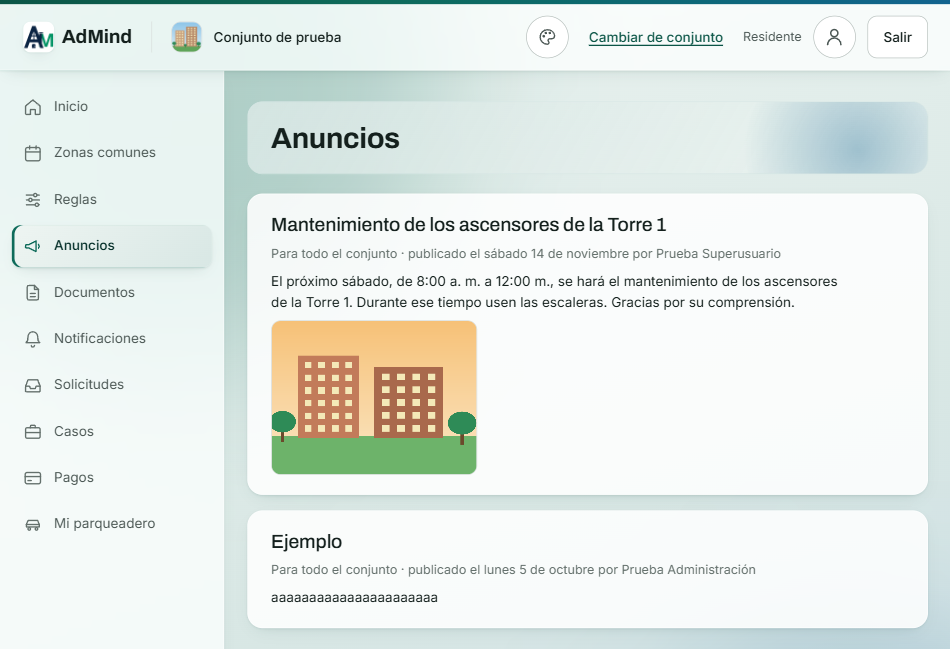 AM AdMind
Conjunto de prueba
Cambiar de conjunto
Residente
Salir
Inicio
Zonas comunes
Reglas
Anuncios
Documentos
Notificaciones
Solicitudes
Casos
Pagos
Mi parqueadero
Anuncios
Mantenimiento de los ascensores de la Torre 1
Para todo el conjunto · publicado el sábado 14 de noviembre por Prueba Superusuario
El próximo sábado, de 8:00 a. m. a 12:00 m., se hará el mantenimiento de los ascensores
de la Torre 1. Durante ese tiempo usen las escaleras. Gracias por su comprensión.
Ejemplo
Para todo el conjunto · publicado el lunes 5 de octubre por Prueba Administración
aaaaaaaaaaaaaaaaaaaaaa